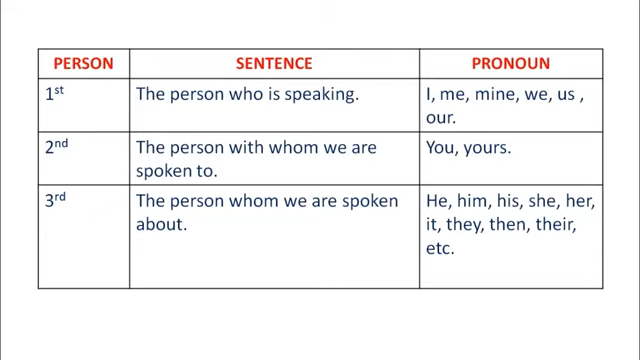 PERSON SENTENCE PRONOUN
1st The person who is speaking. I, me, mine, we, us ,
our.
2nd The person with whom we are You, yours.
spoken to.
3rd The person whom we are spoken He, him, his, she, her,
about. it, they, then, their,
etc.